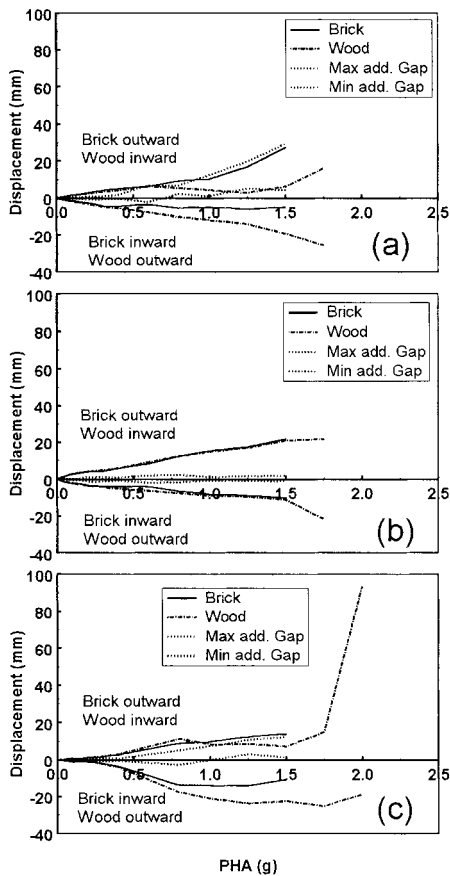 100
80
60
40
20
0
-20
-40
Displacement (mm)
Brick
Wood
Max add. Gap
Min add. Gap
Brick outward
Wood inward
Brick inward
Wood outward
(a)
0.0 0.5 1.0 1.5 2.0 2.5
100
80
60
40
20
0
-20
-40
Displacement (mm)
Brick
Wood
Max add. Gap
Min add. Gap
Brick outward
Wood inward
Brick inward
Wood outward
(b)
0.0 0.5 1.0 1.5 2.0 2.5
100
80
60
40
20
0
-20
-40
Displacement (mm)
Brick
Wood
Max add. Gap
Min add. Gap
Brick outward
Wood inward
Brick inward
Wood outward
(c)
0.0 0.5 1.0 1.5 2.0 2.5
PHA (g)